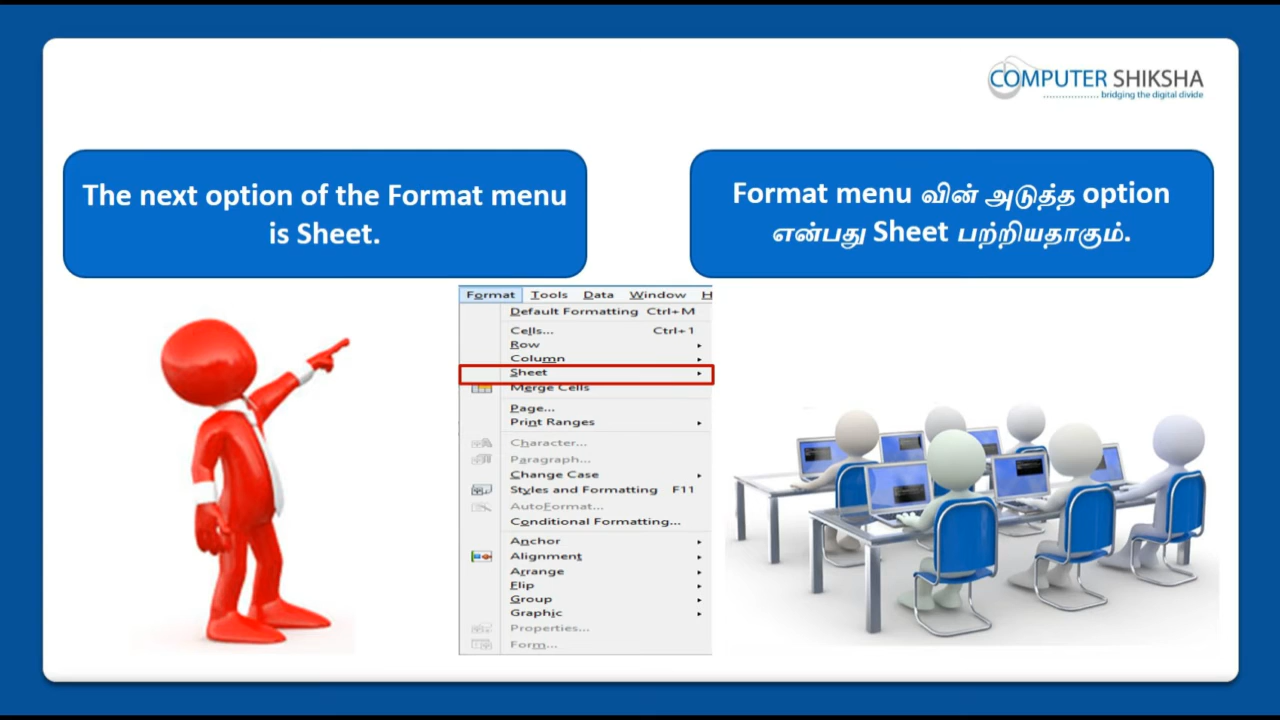 COMPUTER SHIKSHA
bridging the digital divide
The next option of the Format menu
is Sheet.
Format menu வின் அடுத்த option
என்பது Sheet பற்றியதாகும்.
Format Tools Data Window H
Default Formatting Ctrl+M
Cells... Ctrl+1
Row
Column
Sheet
Merge Cells
Page...
Print Ranges
Character...
Paragraph...
Change Case
Styles and Formatting F11
AutoFormat...
Conditional Formatting...
Anchor
Alignment
Arrange
Flip
Group
Graphic
Properties...
Form...